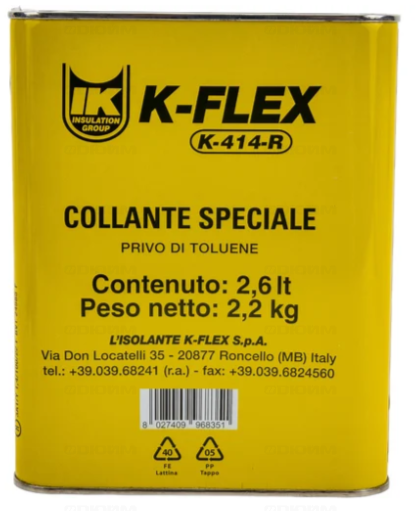 IK
INSULATION
GROUP
K-FLEX
K-414-R
COLLANTE SPECIALE
PRIVO DI TOLUENE
Contenuto: 2,6 lt
Peso netto: 2,2 kg
L'ISOLANTE K-FLEX S.p.A.
Via Don Locatelli 35 - 20877 Roncello (MB) Italy
tel.: +39.039.68241 (r.a.) - fax: +39.039.6824560
8 027409 968351
40
05
FE
PP
Lattina
Tappo